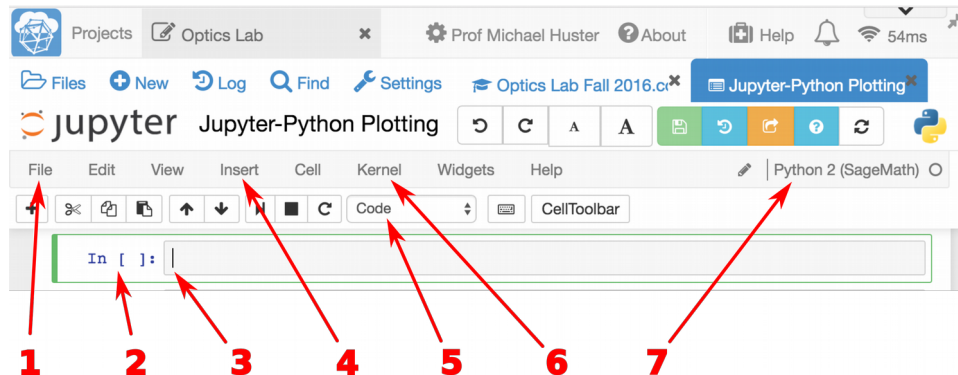 Projects Optics Lab × Prof Michael Huster About Help 54ms
Files New Log Find Settings Optics Lab Fall 2016.co × Jupyter-Python Plotting ×
jupyter Jupyter-Python Plotting A A
File Edit View Insert Cell Kernel Widgets Help Python 2 (SageMath)
Code CellToolbar
In [ ]:
1 2 3 4 5 6 7